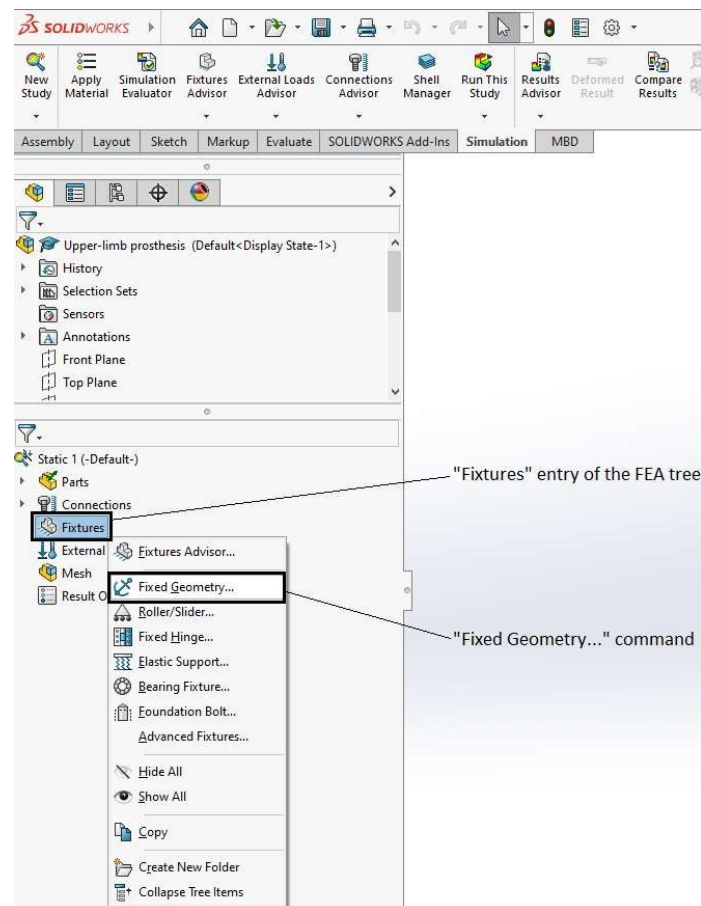 SOLIDWORKS
New Study
Apply Material
Simulation Evaluator
Fixtures Advisor
External Loads Advisor
Connections Advisor
Shell Manager
Run This Study
Results Advisor
Deformed Result
Compare Results
Assembly Layout Sketch Markup Evaluate SOLIDWORKS Add-Ins Simulation MBD
Upper-limb prosthesis (Default<Display State-1>)
History
Selection Sets
Sensors
Annotations
Front Plane
Top Plane
Static 1 (-Default-)
Parts
Connections
Fixtures
External
Mesh
Result O
Fixtures Advisor...
Fixed Geometry...
Roller/Slider...
Fixed Hinge...
Elastic Support...
Bearing Fixture...
Foundation Bolt...
Advanced Fixtures...
Hide All
Show All
Copy
Create New Folder
Collapse Tree Items
"Fixtures" entry of the FEA tree
"Fixed Geometry..." command